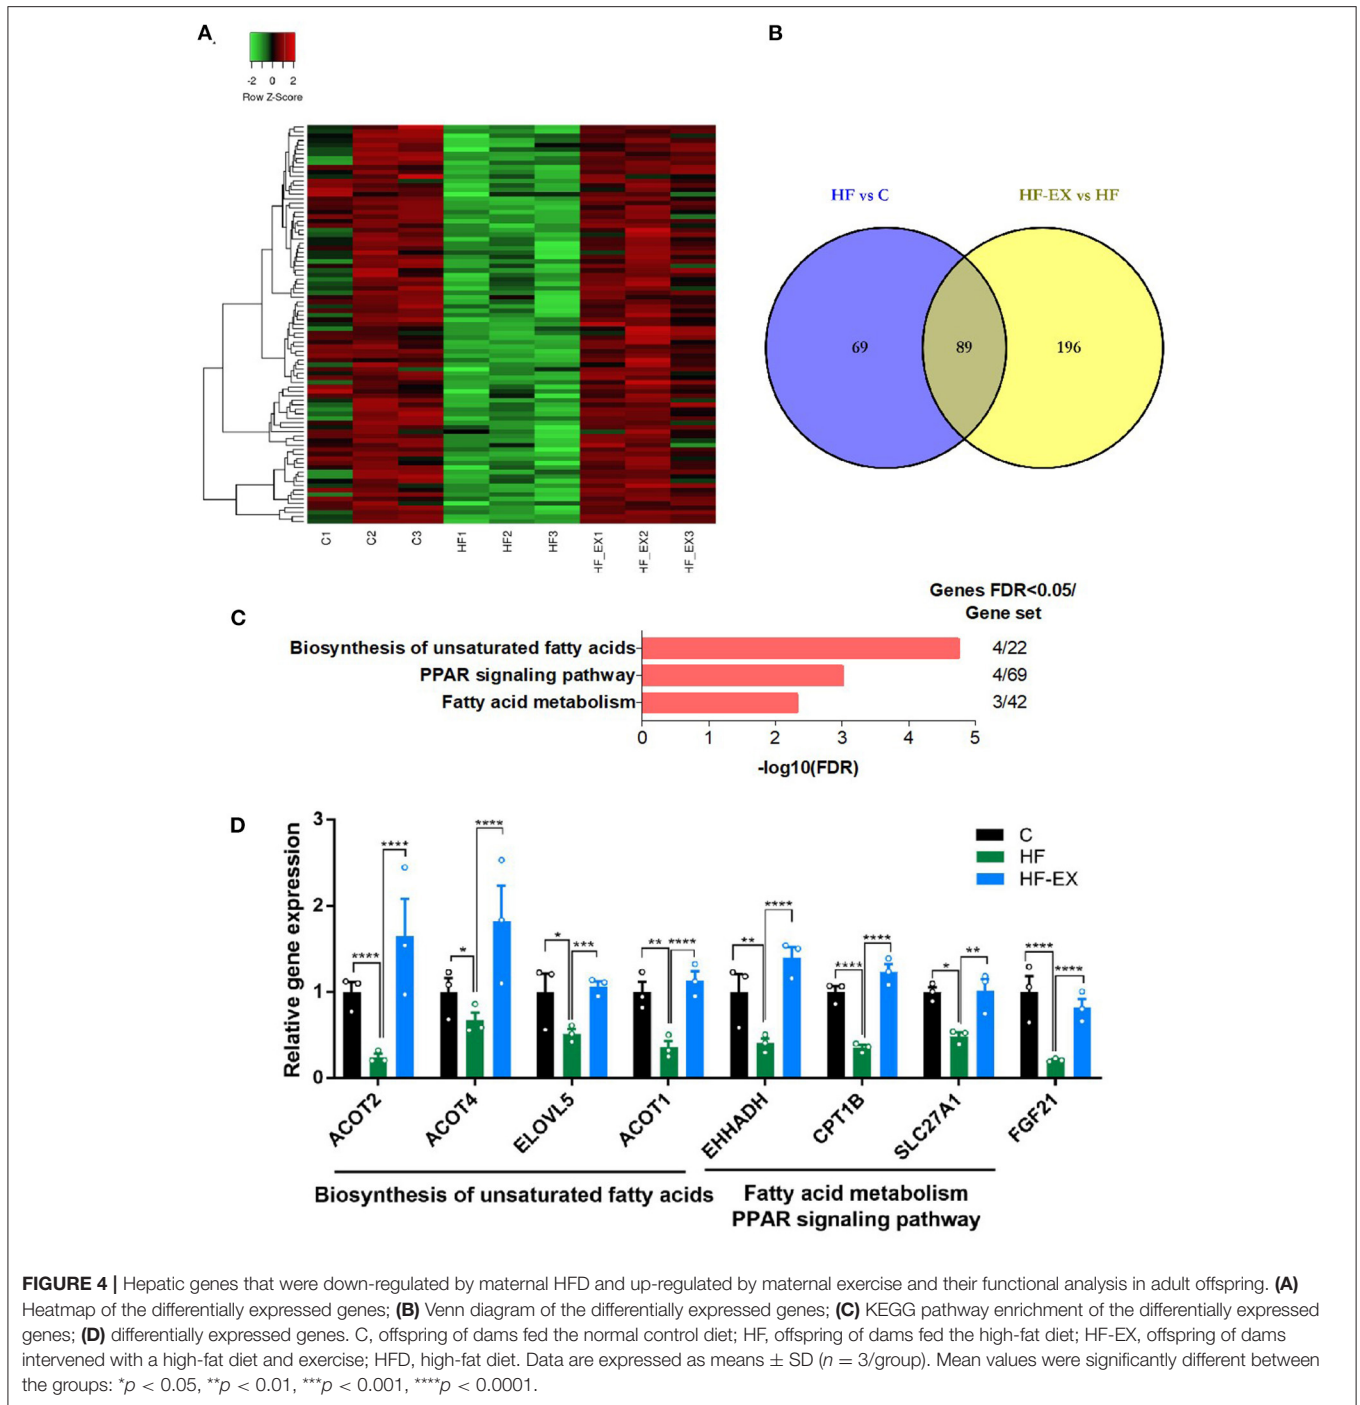 A.
-2 0 2
Row Z-Score
C1 C2 C3 HF1 HF2 HF3 HF_EX1 HF_EX2 HF_EX3
B
HF vs C HF-EX vs HF
69 89 196
C
Genes FDR<0.05/
Gene set
Biosynthesis of unsaturated fatty acids 4/22
PPAR signaling pathway 4/69
Fatty acid metabolism 3/42
0 1 2 3 4 5
-log10(FDR)
D
Relative gene expression
3
2
1
0
C
HF
HF-EX
**** ****
* ****
* ***
** ****
** ****
**** ****
* **
**** ****
ACOT2 ACOT4 ELOVL5 ACOT1 EHHADH CPT1B SLC27A1 FGF21
Biosynthesis of unsaturated fatty acids
Fatty acid metabolism
PPAR signaling pathway
FIGURE 4 | Hepatic genes that were down-regulated by maternal HFD and up-regulated by maternal exercise and their functional analysis in adult offspring. (A)
Heatmap of the differentially expressed genes; (B) Venn diagram of the differentially expressed genes; (C) KEGG pathway enrichment of the differentially expressed
genes; (D) differentially expressed genes. C, offspring of dams fed the normal control diet; HF, offspring of dams fed the high-fat diet; HF-EX, offspring of dams
intervened with a high-fat diet and exercise; HFD, high-fat diet. Data are expressed as means ± SD (n = 3/group). Mean values were significantly different between
the groups: *p < 0.05, **p < 0.01, ***p < 0.001, ****p < 0.0001.